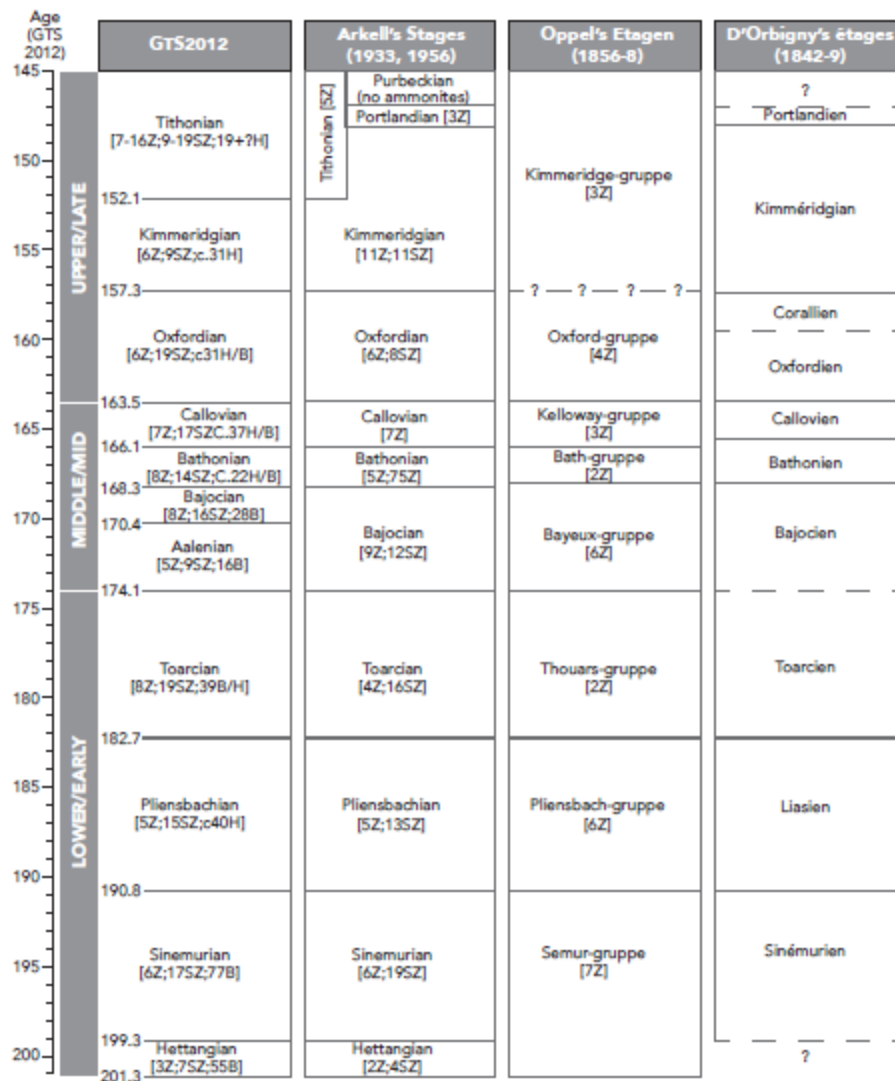 Age
(GTS
2012)
GTS2012
Arkell's Stages
(1933, 1956)
Oppel's Etagen
(1856-8)
D'Orbigny's étages
(1842-9)
145
150
155
160
165
170
175
180
185
190
195
200
UPPER/LATE
MIDDLE/MID
LOWER/EARLY
Tithonian
[7-16Z;9-19SZ;19+?H]
152.1
Kimmeridgian
[6Z;9SZ;c.31H]
157.3
Oxfordian
[6Z;19SZ;c31H/B]
163.5
Callovian
[7Z;17SZC.37H/B]
166.1
Bathonian
[8Z;14SZ;C.22H/B]
168.3
Bajocian
[8Z;16SZ;28B]
170.4
Aalenian
[5Z;9SZ;16B]
174.1
Toarcian
[8Z;19SZ;39B/H]
182.7
Pliensbachian
[5Z;15SZ;c40H]
190.8
Sinemurian
[6Z;17SZ;77B]
199.3
Hettangian
[3Z;7SZ;55B]
201.3
Tithonian [5Z]
Purbeckian
(no ammonites)
Portlandian [3Z]
Kimmeridgian
[11Z;11SZ]
Oxfordian
[6Z;8SZ]
Callovian
[7Z]
Bathonian
[5Z;75Z]
Bajocian
[9Z;12SZ]
Toarcian
[4Z;16SZ]
Pliensbachian
[5Z;13SZ]
Sinemurian
[6Z;19SZ]
Hettangian
[2Z;4SZ]
Kimmeridge-gruppe
[3Z]
? ? ? ?
Oxford-gruppe
[4Z]
Kelloway-gruppe
[3Z]
Bath-gruppe
[2Z]
Bayeux-gruppe
[6Z]
Thouars-gruppe
[2Z]
Pliensbach-gruppe
[6Z]
Semur-gruppe
[7Z]
?
Portlandien
Kimméridgian
Corallien
Oxfordien
Callovien
Bathonien
Bajocien
Toarcien
Liasien
Sinémurien
?